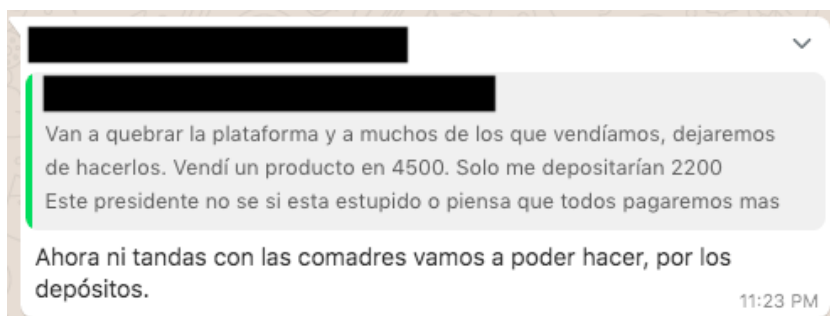 Van a quebrar la plataforma y a muchos de los que vendíamos, dejaremos
de hacerlos. Vendí un producto en 4500. Solo me depositarían 2200
Este presidente no se si esta estupido o piensa que todos pagaremos mas
Ahora ni tandas con las comadres vamos a poder hacer, por los
depósitos.
11:23 PM